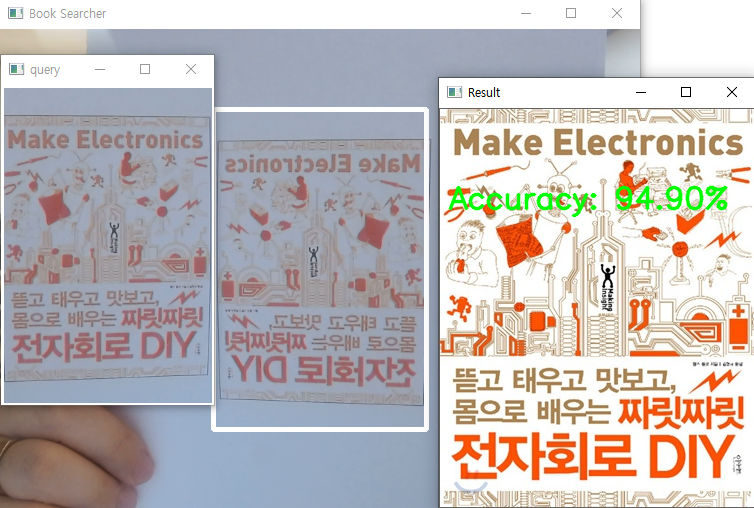 Book Searcher
query
Make Electronics
뜯고 태우고 맛보고,
몸으로 배우는 짜릿짜릿
전자회로 DIY
Make Electronics
뜯고 태우고 맛보고,
몸으로 배우는 짜릿짜릿
전자회로 DIY
Result
Make Electronics
Accuracy: 94.90%
Making
Insight
뜯고 태우고 맛보고,
몸으로 배우는 짜릿짜릿
전자회로 DIY